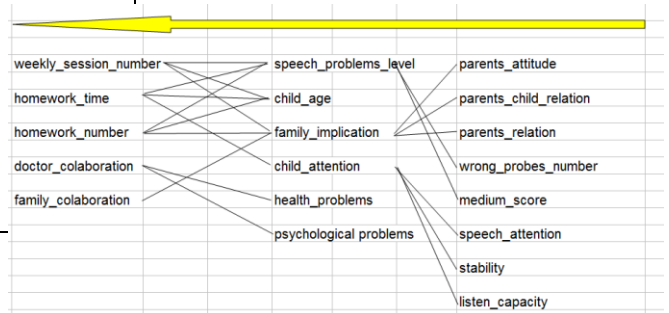 weekly_session_number speech_problems_level parents_attitude
homework_time child_age parents_child_relation
homework_number family_implication parents_relation
doctor_colaboration child_attention wrong_probes_number
family_colaboration health_problems medium_score
psychological problems speech_attention
stability
listen_capacity